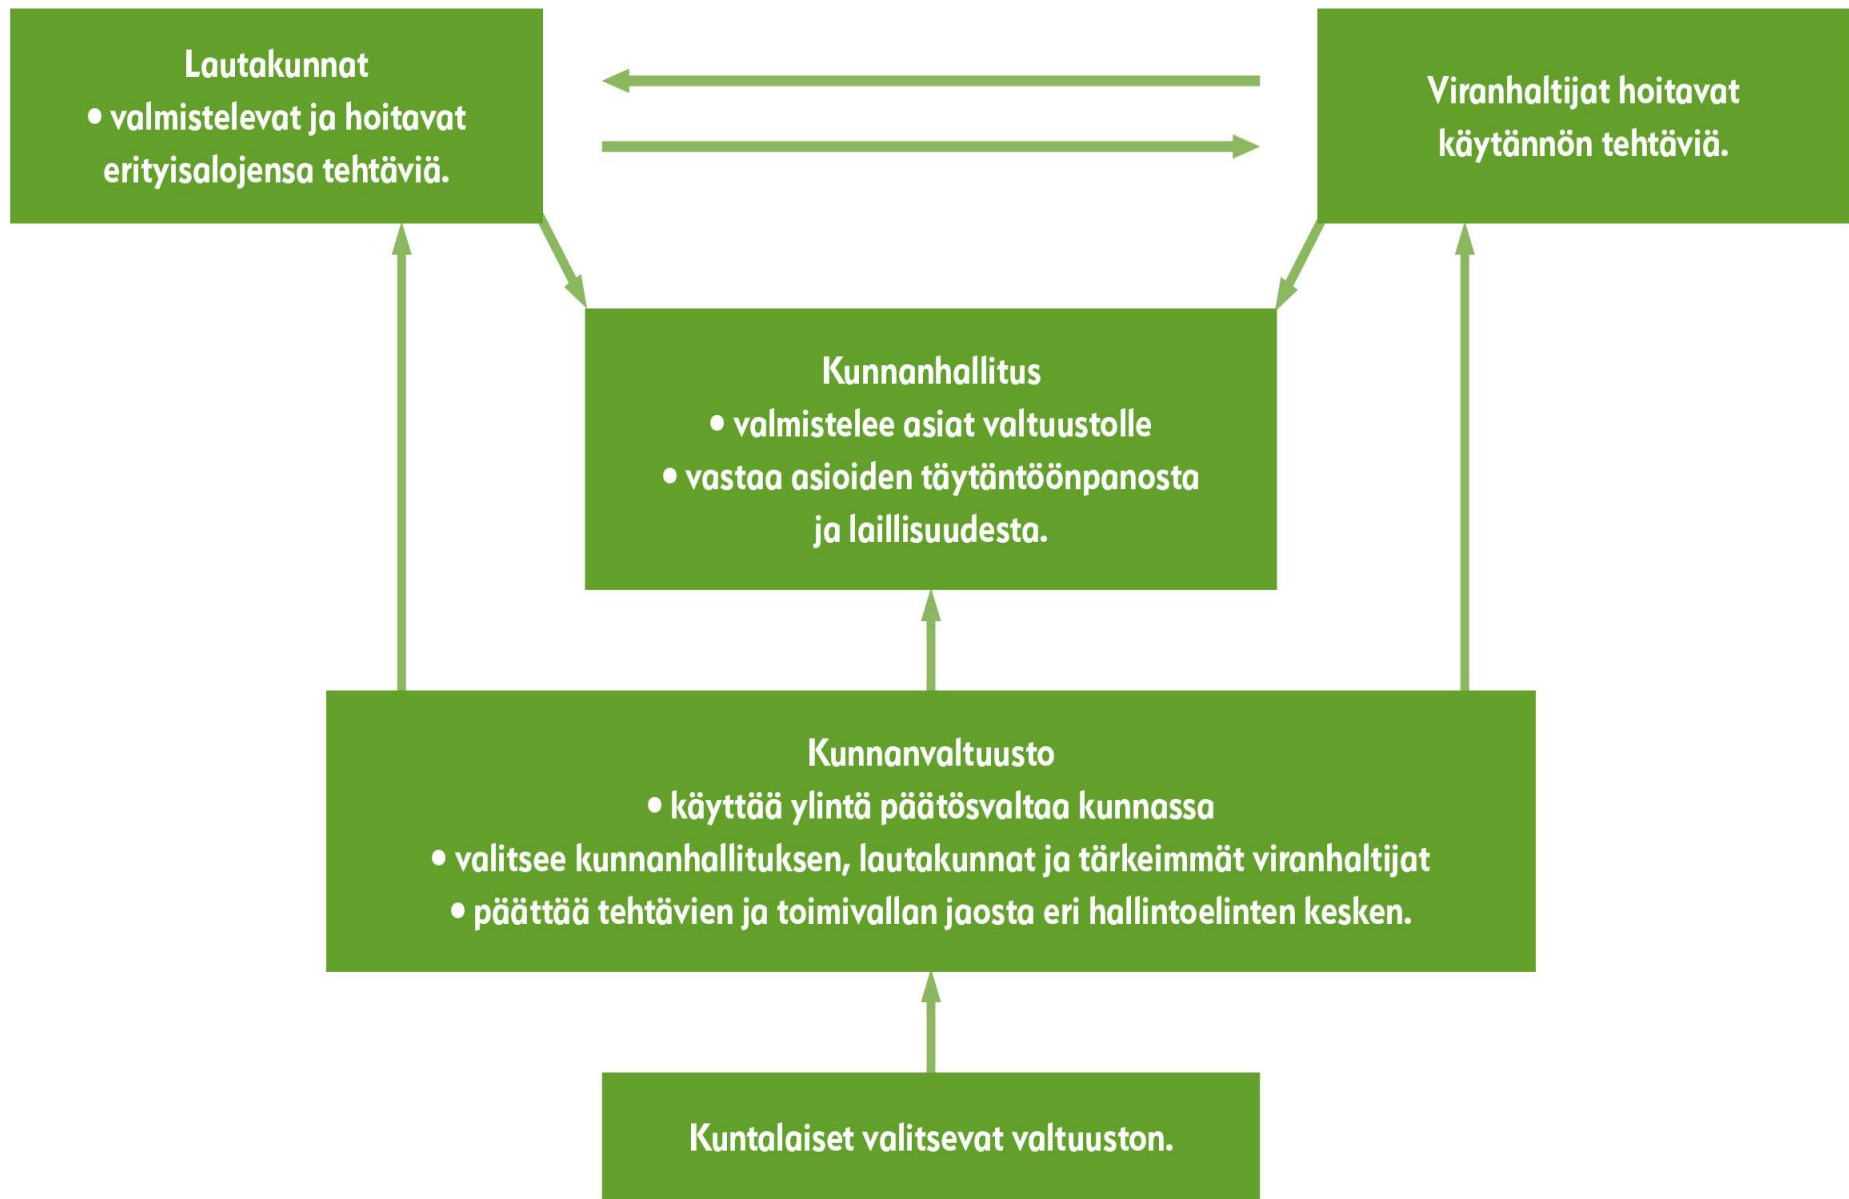 Lautakunnat
• valmistelevat ja hoitavat
erityisalojensa tehtäviä.
Viranhaltijat hoitavat
käytännön tehtäviä.
Kunnanhallitus
• valmistelee asiat valtuustolle
• vastaa asioiden täytäntöönpanosta
ja laillisuudesta.
Kunnanvaltuusto
• käyttää ylintä päätösvaltaa kunnassa
• valitsee kunnanhallituksen, lautakunnat ja tärkeimmät viranhaltijat
• päättää tehtävien ja toimivallan jaosta eri hallintoelinten kesken.
Kuntalaiset valitsevat valtuuston.